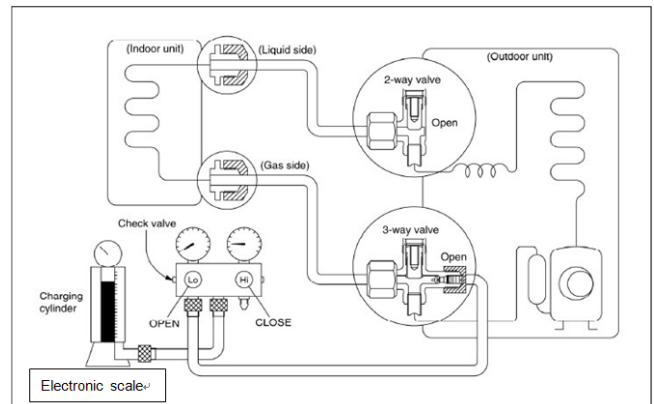 (Indoor unit)
(Liquid side)
(Outdoor unit)
2-way valve
Open
(Gas side)
Check valve
3-way valve
Open
Lo
Hi
Charging
cylinder
OPEN
CLOSE
Electronic scale